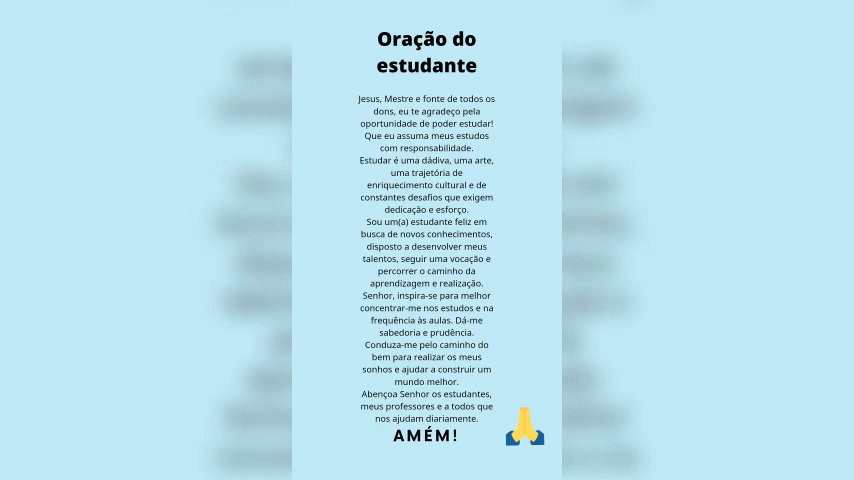 Oração do
estudante
Jesus, Mestre e fonte de todos os
dons, eu te agradeço pela
oportunidade de poder estudar!
Que eu assuma meus estudos
com responsabilidade.
Estudar é uma dádiva, uma arte,
uma trajetória de
enriquecimento cultural e de
constantes desafios que exigem
dedicação e esforço.
Sou um(a) estudante feliz em
busca de novos conhecimentos,
disposto a desenvolver meus
talentos, seguir uma vocação e
percorrer o caminho da
aprendizagem e realização.
Senhor, inspira-se para melhor
concentrar-me nos estudos e na
frequência às aulas. Dá-me
sabedoria e prudência.
Conduza-me pelo caminho do
bem para realizar os meus
sonhos e ajudar a construir um
mundo melhor.
Abençoa Senhor os estudantes,
meus professores e a todos que
nos ajudam diariamente.
AMÉM!